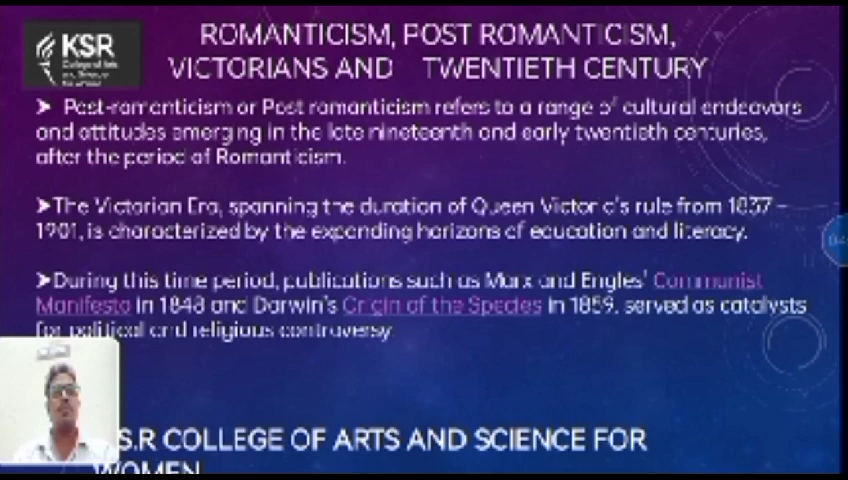 KSR
College of Arts
and Science
ROMANTICISM, POST ROMANTICISM,
VICTORIANS AND TWENTIETH CENTURY
➤ Post-romanticism or Post romanticism refers to a range of cultural endeavors
and attitudes emerging in the late nineteenth and early twentieth centuries,
after the period of Romanticism.
➤The Victorian Era, spanning the duration of Queen Victoria's rule from 1837 –
1901, is characterized by the expanding horizons of education and literacy.
➤During this time period, publications such as Marx and Engles' Communist
Manifesto in 1848 and Darwin's Origin of the Species in 1859, served as catalysts
for political and religious controversy.
S.R COLLEGE OF ARTS AND SCIENCE FOR
WOMEN